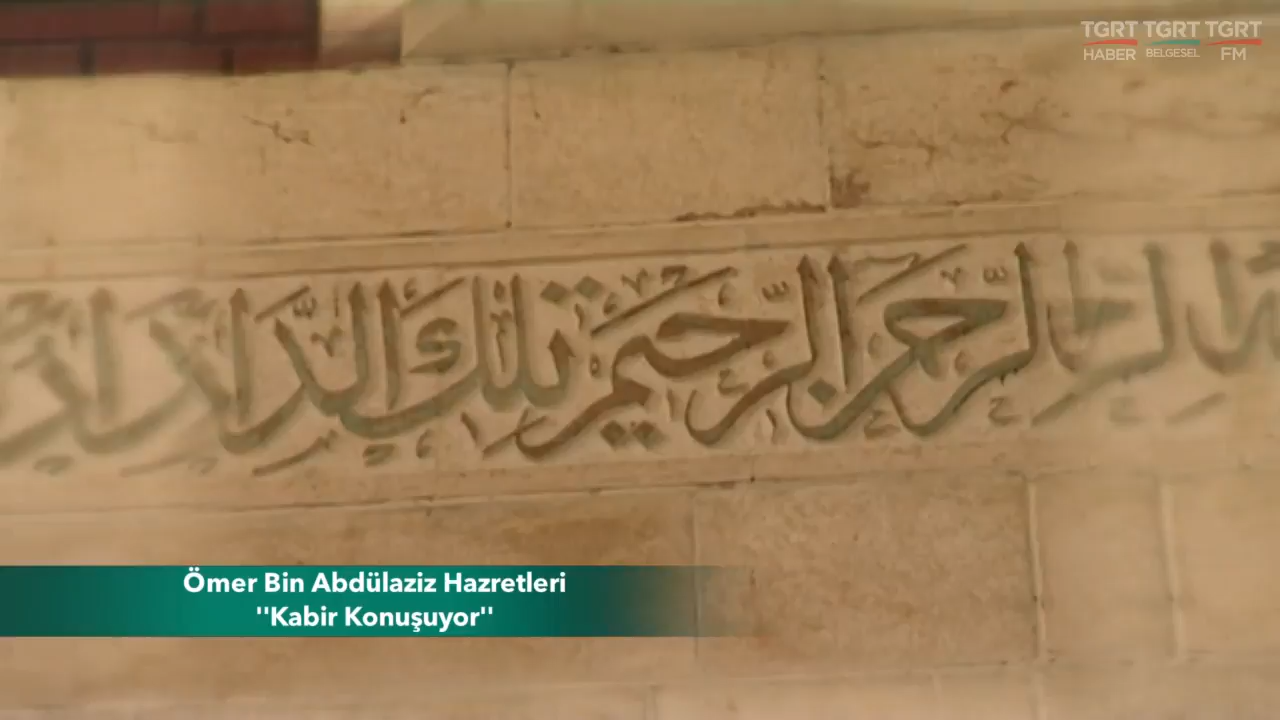 TGRT TGRT TGRT
HABER BELGESEL FM
الرحمن الرحيم تلك الدار
Ömer Bin Abdülaziz Hazretleri
''Kabir Konuşuyor''